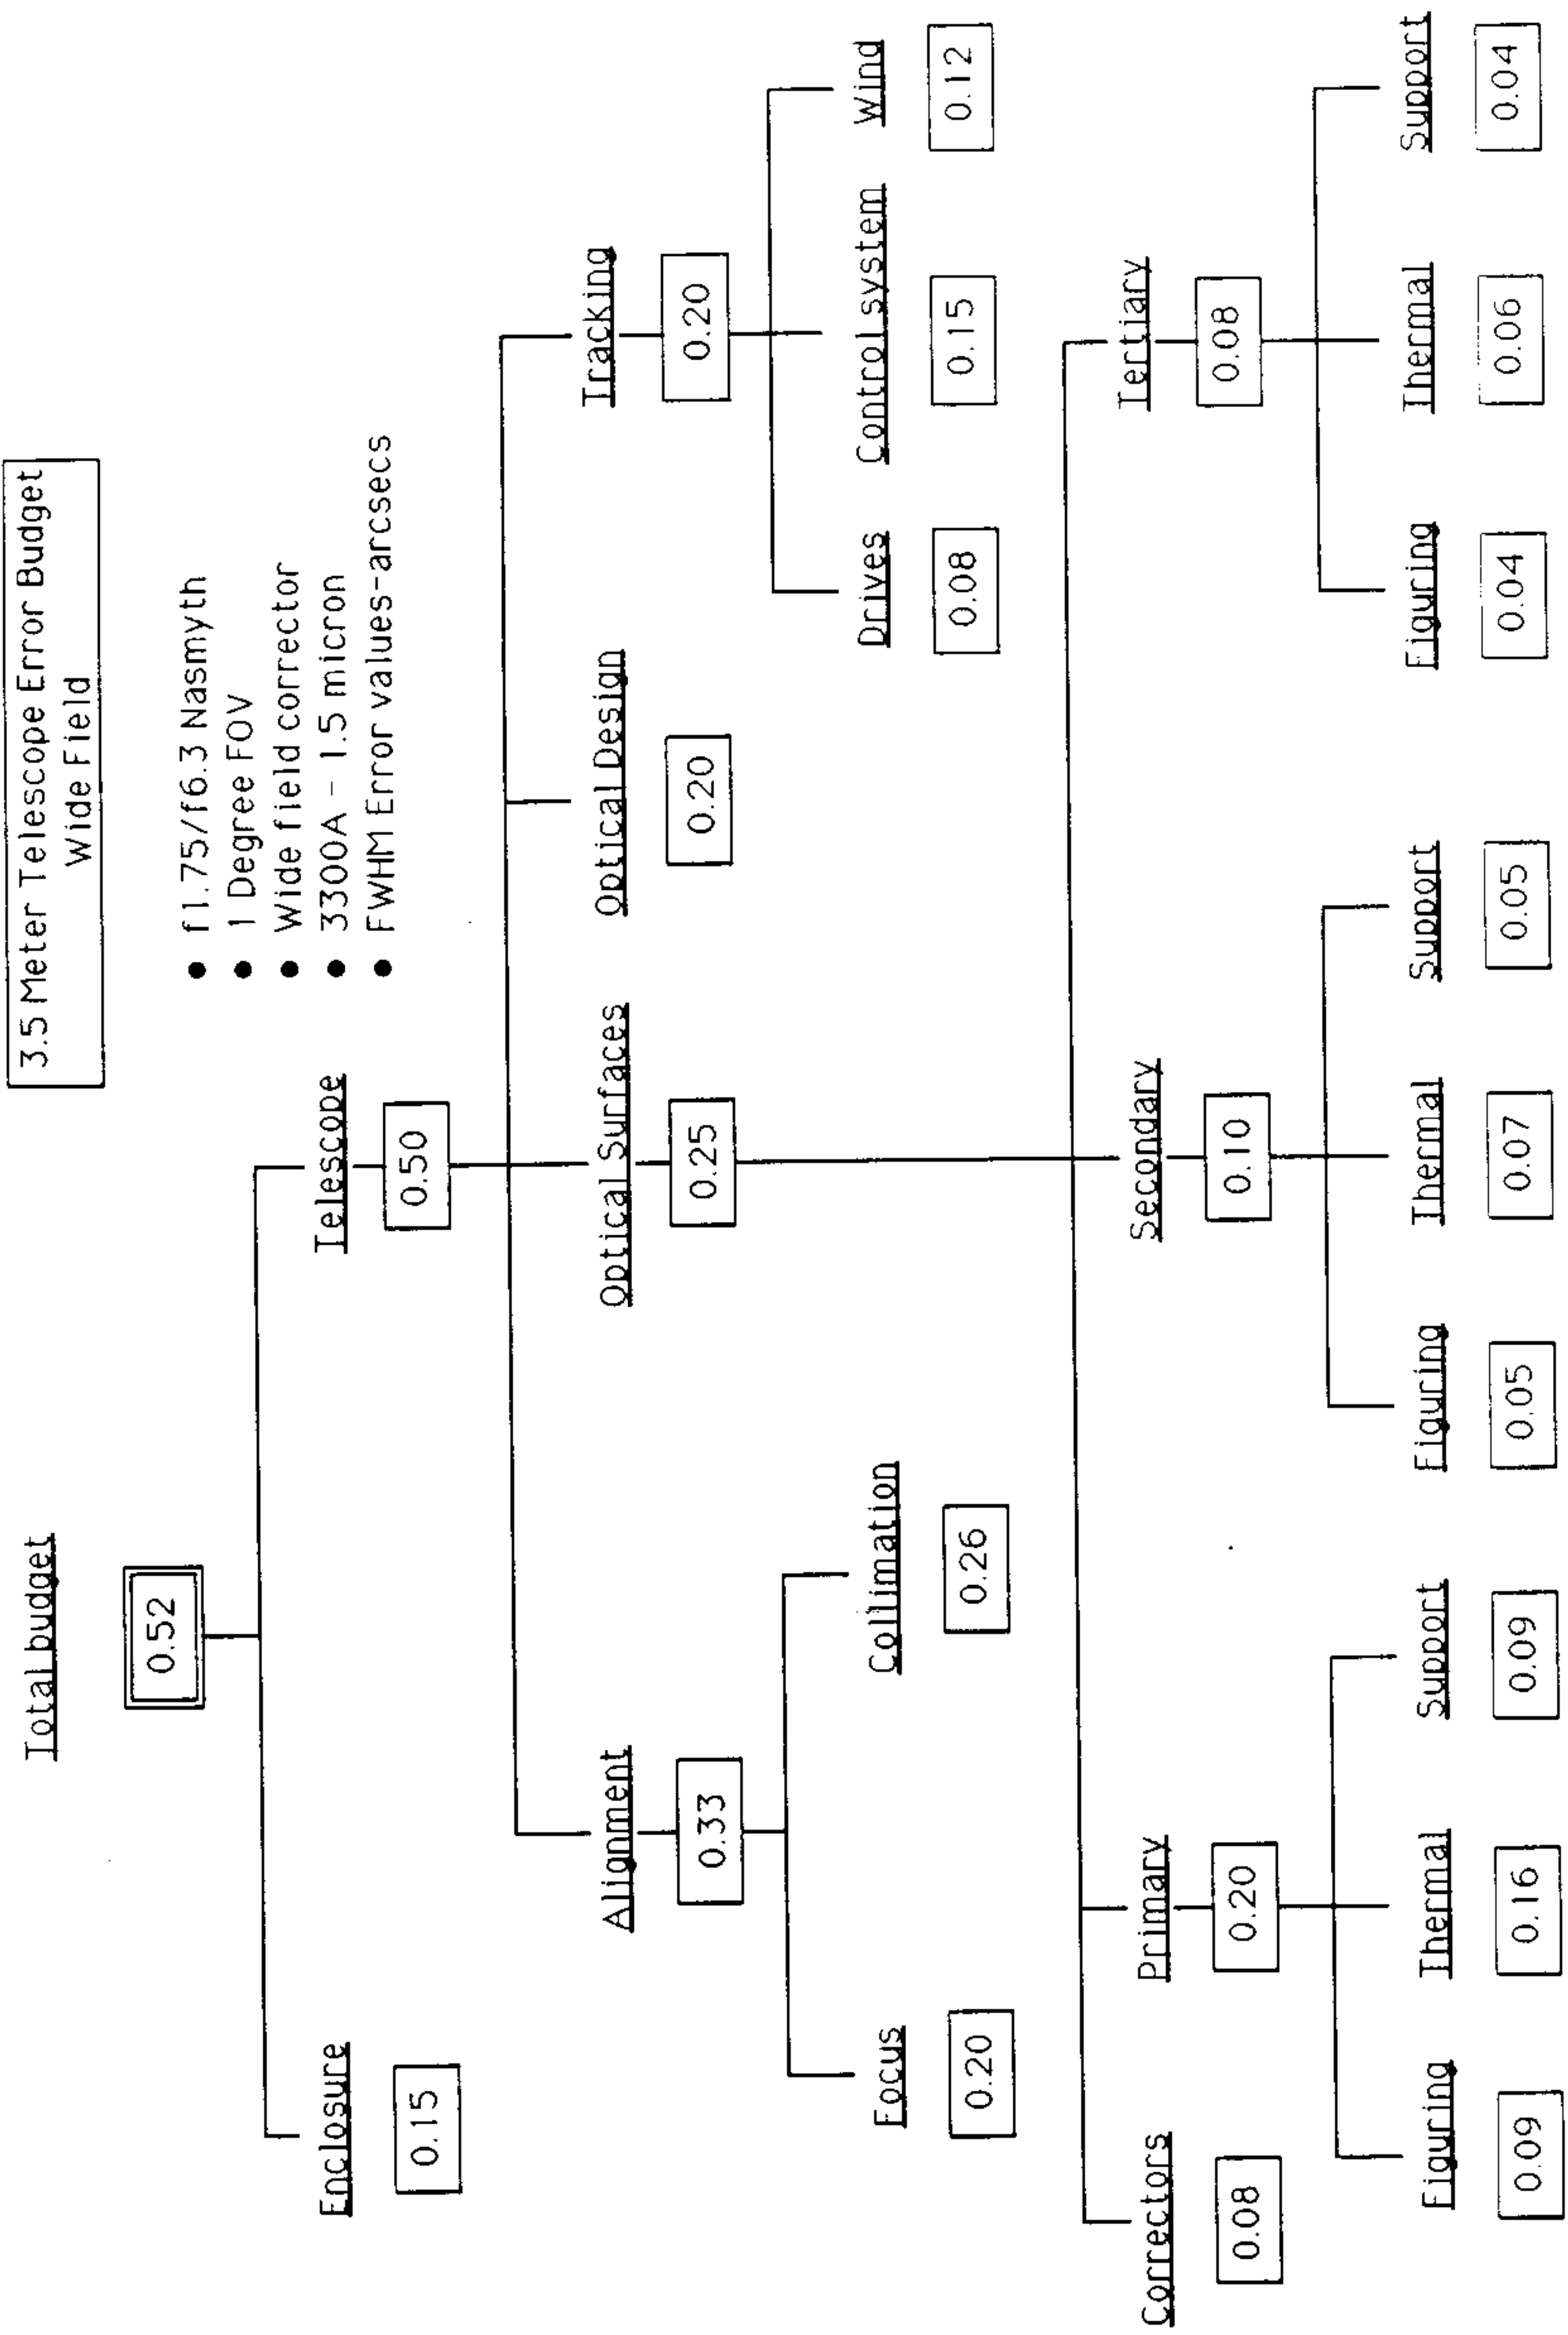 3.5 Meter Telescope Error Budget
Wide Field
• f1.75/f6.3 Nasmyth
• 1 Degree FOV
• Wide field corrector
• 3300A - 1.5 micron
• FWHM Error values-arcsecs
Total budget
0.52
Enclosure
Telescope
0.15
0.50
Alignment
Optical Surfaces
Optical Design
Tracking
0.33
0.25
0.20
0.20
Focus
Collimation
Drives
Control system
Wind
0.20
0.26
0.08
0.15
0.12
Correctors
Primary
Secondary
Tertiary
0.08
0.20
0.10
0.08
Figuring
Thermal
Support
Figuring
Thermal
Support
Figuring
Thermal
Support
0.09
0.16
0.09
0.05
0.07
0.05
0.04
0.06
0.04